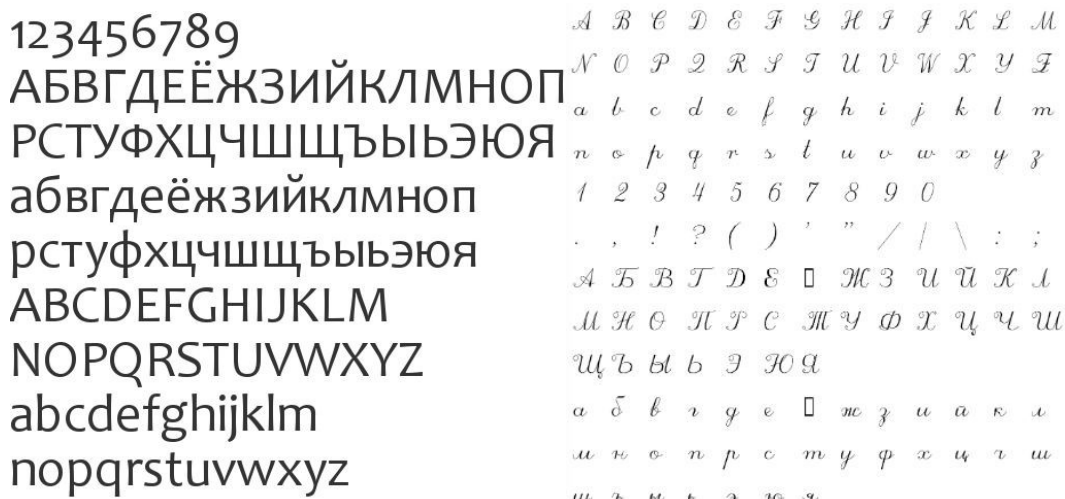 123456789
АБВГДЕЁЖЗИЙКЛМНОП
РСТУФХЦЧШЩЪЫЬЭЮЯ
абвгдеёжзийклмноп
рстуфхцчшщъыьэюя
ABCDEFGHIJKLM
NOPQRSTUVWXYZ
abcdefghijklm
nopqrstuvwxyz
A B C D E F G H I J K L M
N O P Q R S T U V W X Y Z
a b c d e f g h i j k l m
n o p q r s t u v w x y z
1 2 3 4 5 6 7 8 9 0
. , ! ? ( ) ' " / | \ : ;
А Б В Г Д Е Ж З И Й К Л
М Н О П Р С Т У Ф Х Ц Ч Ш
Щ Ъ Ы Ь Э Ю Я
а б в г д е ж з и й к л
м н о п р с т у ф х ц ч ш
щ ъ ы ь э ю я